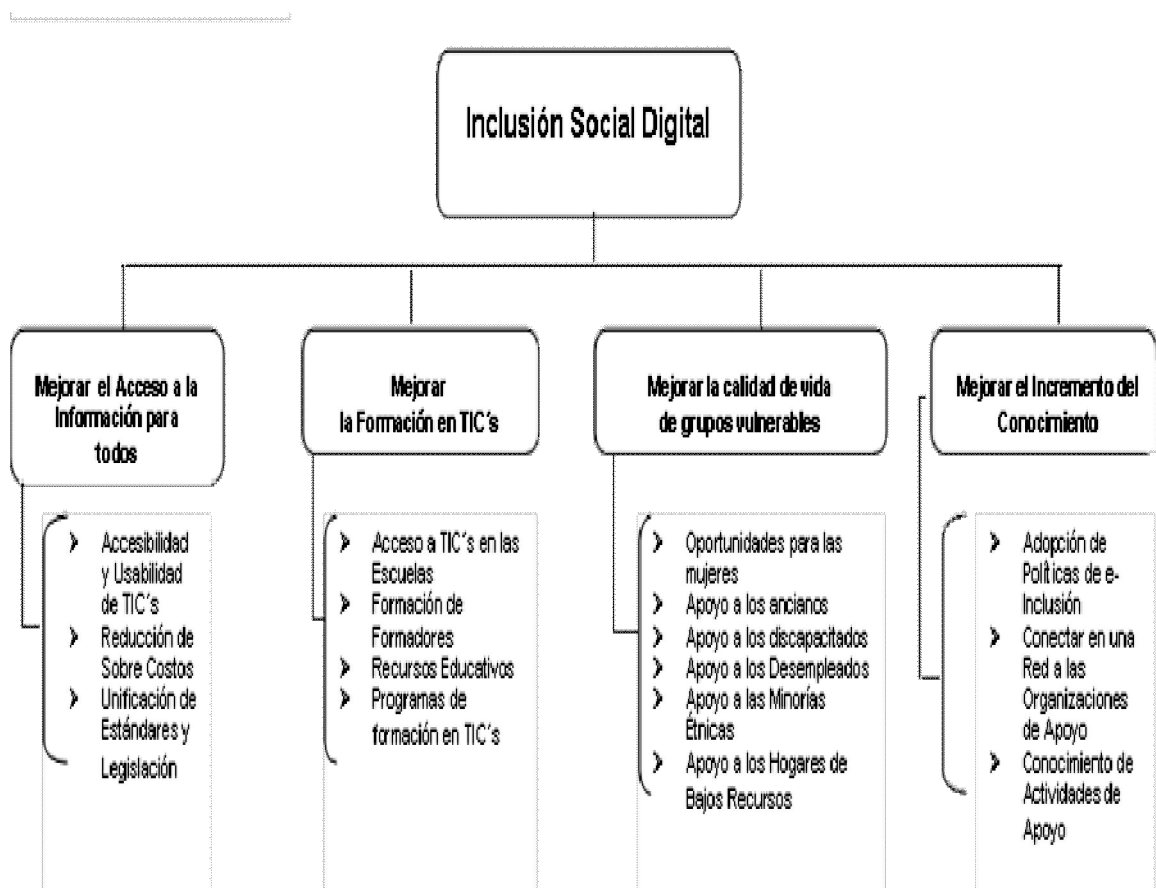 Inclusión Social Digital
Mejorar el Acceso a la
Información para
todos
Mejorar
la Formación en TIC´s
Mejorar la calidad de vida
de grupos vulnerables
Mejorar el Incremento del
Conocimiento
➢ Accesibilidad
y Usabilidad
de TIC´s
➢ Reducción de
Sobre Costos
➢ Unificación de
Estándares y
Legislación
➢ Acceso a TIC´s en las
Escuelas
➢ Formación de
Formadores
➢ Recursos Educativos
➢ Programas de
formación en TIC´s
➢ Oportunidades para las
mujeres
➢ Apoyo a los ancianos
➢ Apoyo a los discapacitados
➢ Apoyo a los Desempleados
➢ Apoyo a las Minorías
Étnicas
➢ Apoyo a los Hogares de
Bajos Recursos
➢ Adopción de
Políticas de e-
Inclusión
➢ Conectar en una
Red a las
Organizaciones
de Apoyo
➢ Conocimiento de
Actividades de
Apoyo